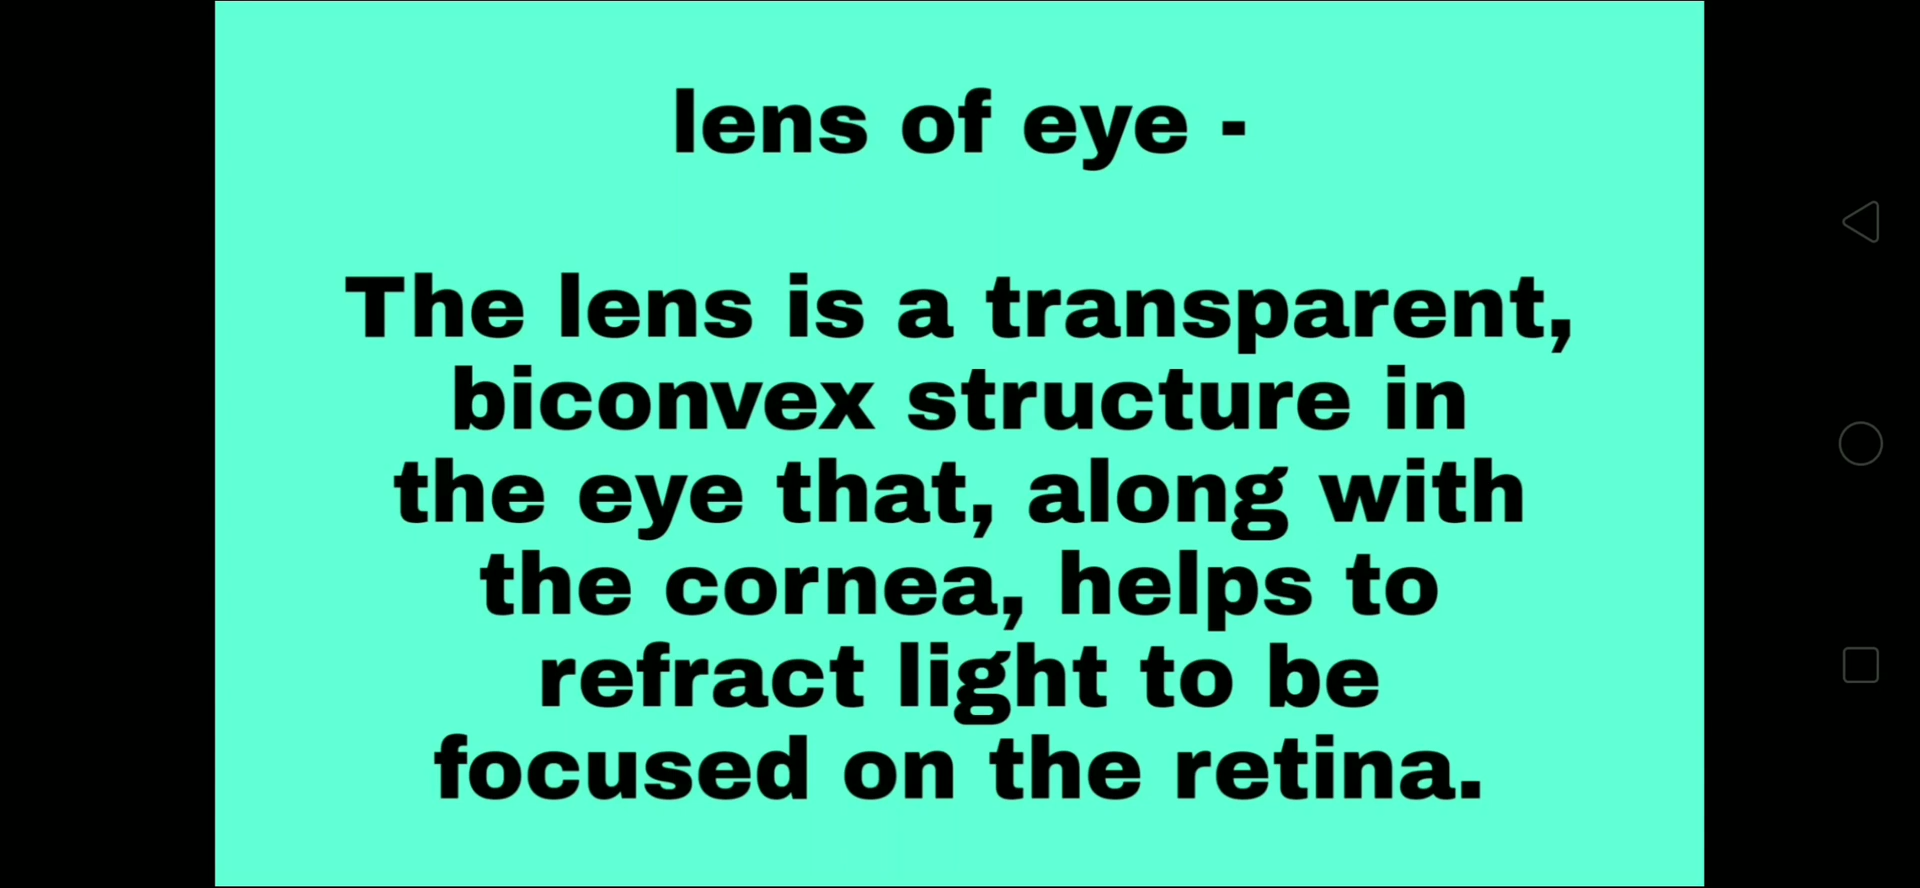 lens of eye -
The lens is a transparent,
biconvex structure in
the eye that, along with
the cornea, helps to
refract light to be
focused on the retina.